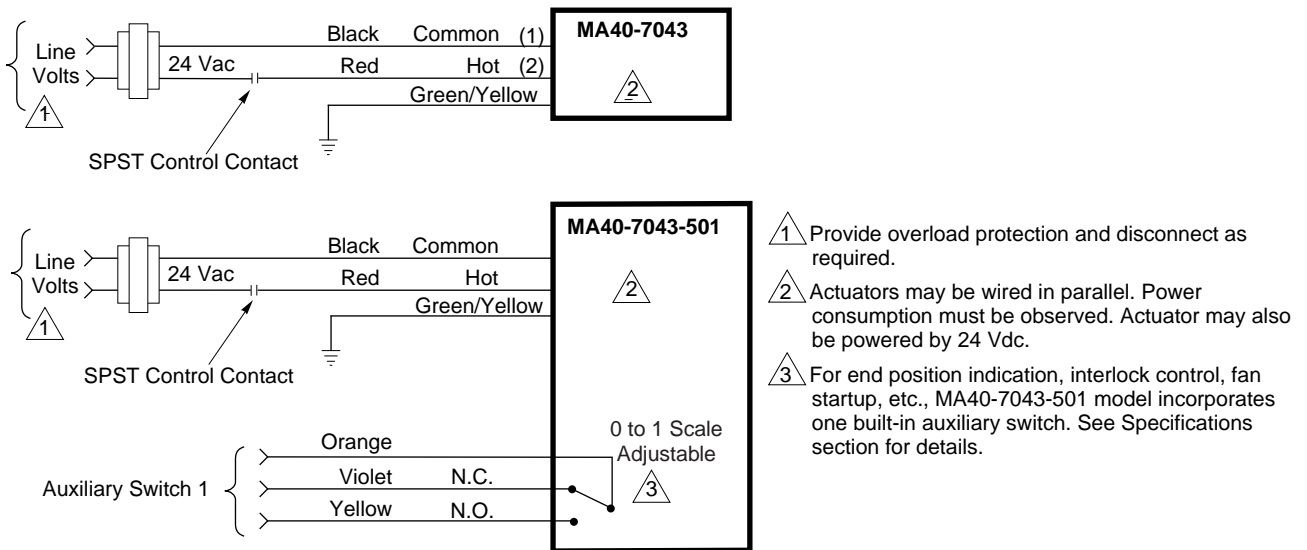 MA40-7043
Black Common (1)
Line
Volts
24 Vac
Red Hot (2)
2
Green/Yellow
1
SPST Control Contact
MA40-7043-501
Black Common
Line
Volts
24 Vac
Red Hot
2
Green/Yellow
1
SPST Control Contact
0 to 1 Scale
Adjustable
3
Orange
Auxiliary Switch 1
Violet N.C.
Yellow N.O.
1 Provide overload protection and disconnect as
required.
2 Actuators may be wired in parallel. Power
consumption must be observed. Actuator may also
be powered by 24 Vdc.
3 For end position indication, interlock control, fan
startup, etc., MA40-7043-501 model incorporates
one built-in auxiliary switch. See Specifications
section for details.